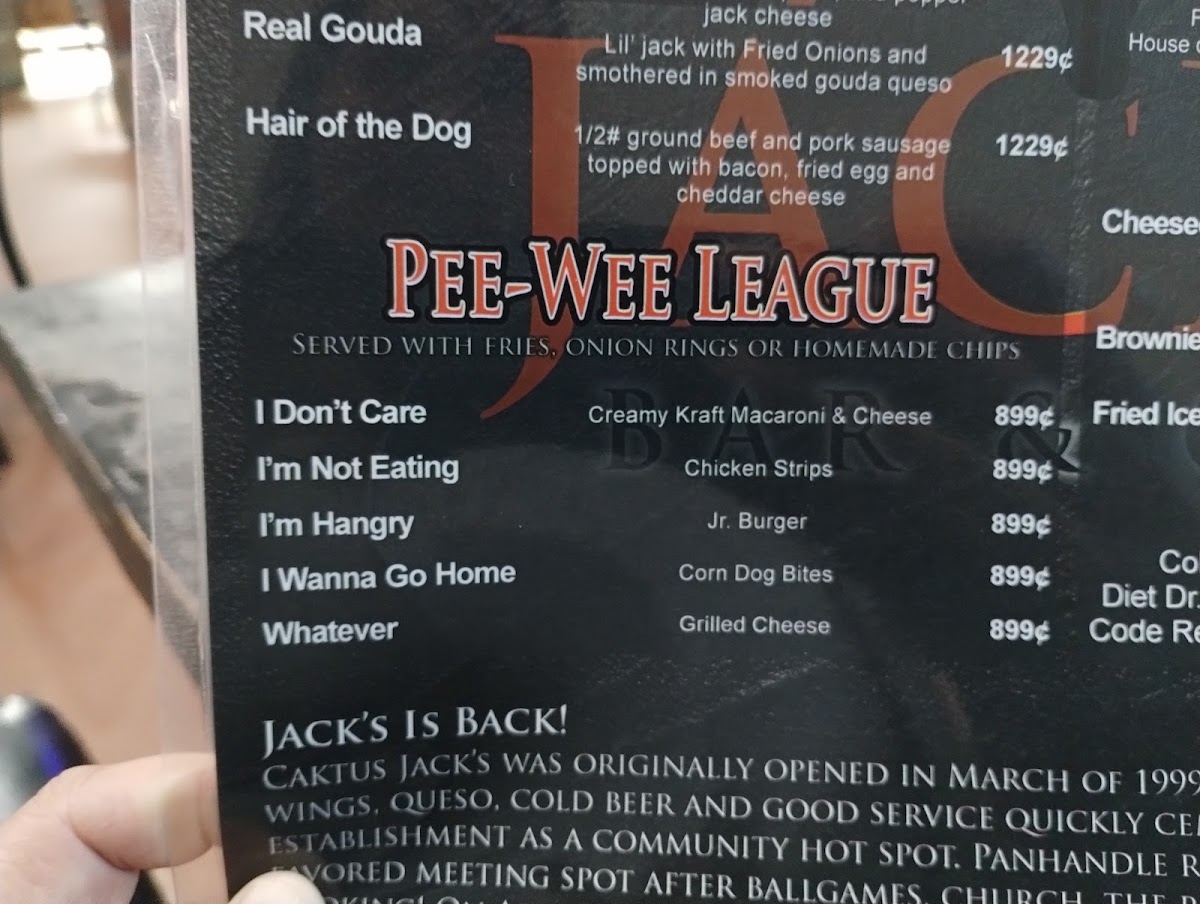 jack cheese
Real Gouda
Lil' jack with Fried Onions and
smothered in smoked gouda queso
1229¢
House
Hair of the Dog
1/2# ground beef and pork sausage
topped with bacon, fried egg and
cheddar cheese
1229¢
JAC
BAR &
PEE-WEE LEAGUE
SERVED WITH FRIES, ONION RINGS OR HOMEMADE CHIPS
I Don't Care Creamy Kraft Macaroni & Cheese 899¢
I'm Not Eating Chicken Strips 899¢
I'm Hangry Jr. Burger 899¢
I Wanna Go Home Corn Dog Bites 899¢
Whatever Grilled Cheese 899¢
Cheese
Brownie
Fried Ice
Co
Diet Dr.
Code Re
JACK'S IS BACK!
CAKTUS JACK'S WAS ORIGINALLY OPENED IN MARCH OF 1999
WINGS, QUESO, COLD BEER AND GOOD SERVICE QUICKLY CE
ESTABLISHMENT AS A COMMUNITY HOT SPOT. PANHANDLE R
FAVORED MEETING SPOT AFTER BALLGAMES, CHURCH, THE